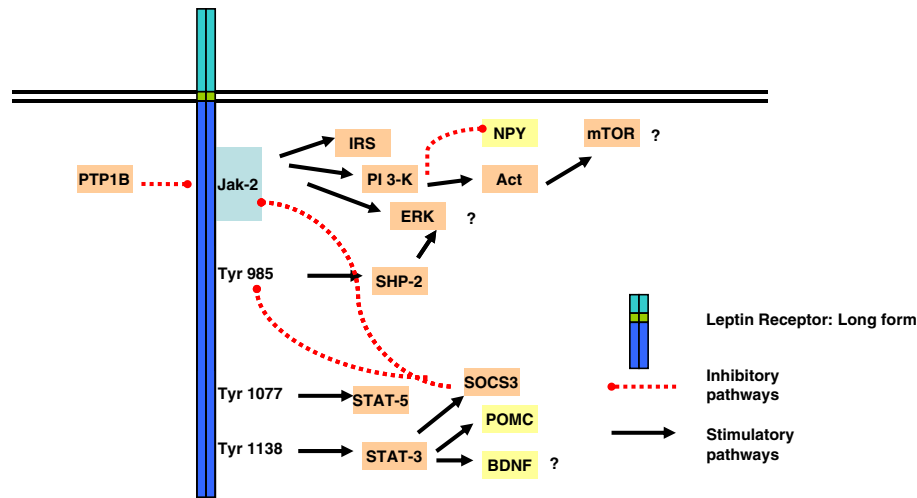 NPY
mTOR
?
IRS
PTP1B
Jak-2
PI 3-K
Act
ERK
?
Tyr 985
SHP-2
Leptin Receptor: Long form
Inhibitory
pathways
Tyr 1077
STAT-5
SOCS3
POMC
Stimulatory
pathways
Tyr 1138
STAT-3
BDNF
?